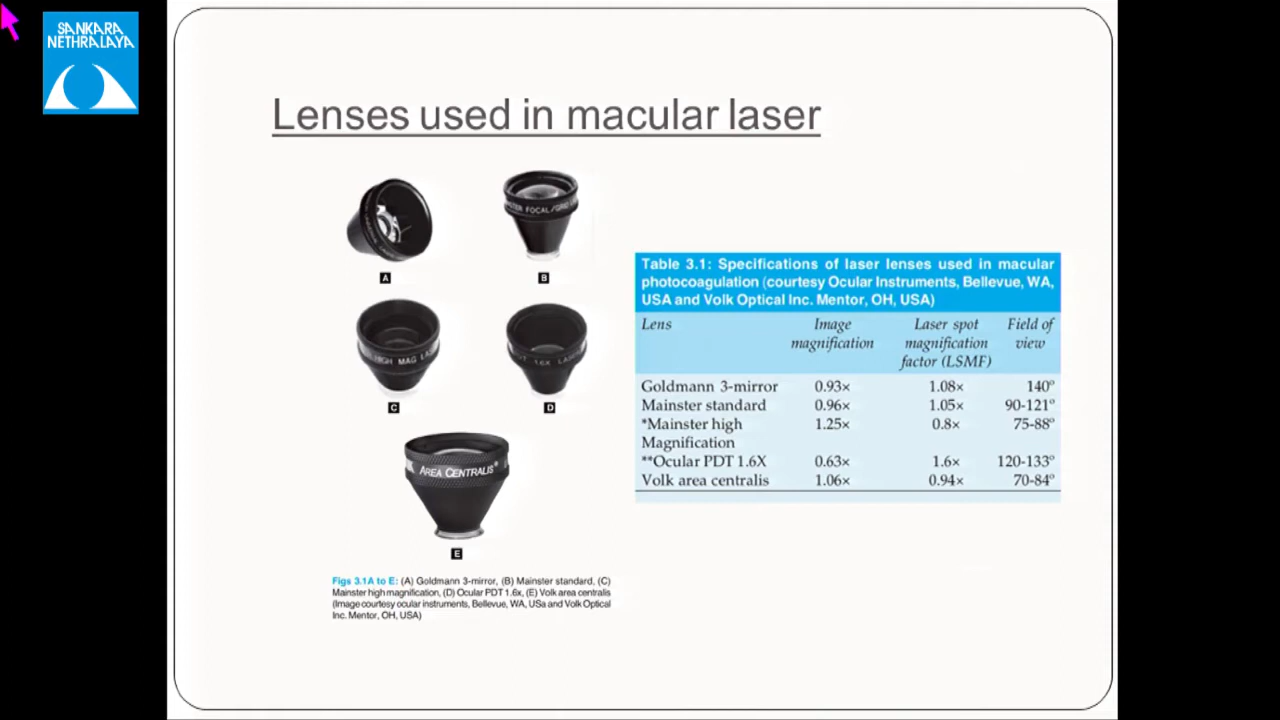 SANKARA
NETHRALAYA
Lenses used in macular laser
A
B
HIGH MAG LAS
C
1.6X LASE
D
AREA CENTRALIS®
E
Figs 3.1A to E: (A) Goldmann 3-mirror, (B) Mainster standard, (C)
Mainster high magnification, (D) Ocular PDT 1.6x, (E) Volk area centralis
(Image courtesy ocular instruments, Bellevue, WA, USa and Volk Optical
Inc. Mentor, OH, USA)
Table 3.1: Specifications of laser lenses used in macular
photocoagulation (courtesy Ocular Instruments, Bellevue, WA,
USA and Volk Optical Inc. Mentor, OH, USA)
Lens Image Laser spot Field of
magnification magnification view
factor (LSMF)
Goldmann 3-mirror 0.93× 1.08× 140°
Mainster standard 0.96× 1.05× 90-121°
*Mainster high 1.25× 0.8× 75-88°
Magnification
**Ocular PDT 1.6X 0.63× 1.6× 120-133°
Volk area centralis 1.06× 0.94× 70-84°